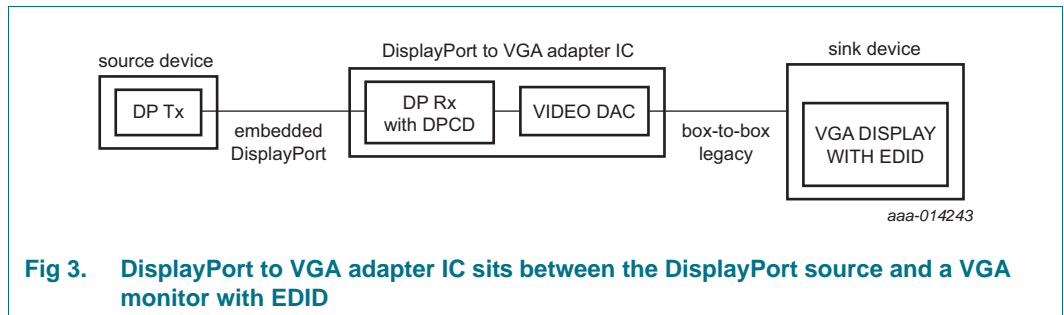 DisplayPort to VGA adapter IC
source device
sink device
DP Tx
DP Rx
with DPCD
VIDEO DAC
VGA DISPLAY
WITH EDID
embedded
DisplayPort
box-to-box
legacy
aaa-014243
Fig 3. DisplayPort to VGA adapter IC sits between the DisplayPort source and a VGA
monitor with EDID